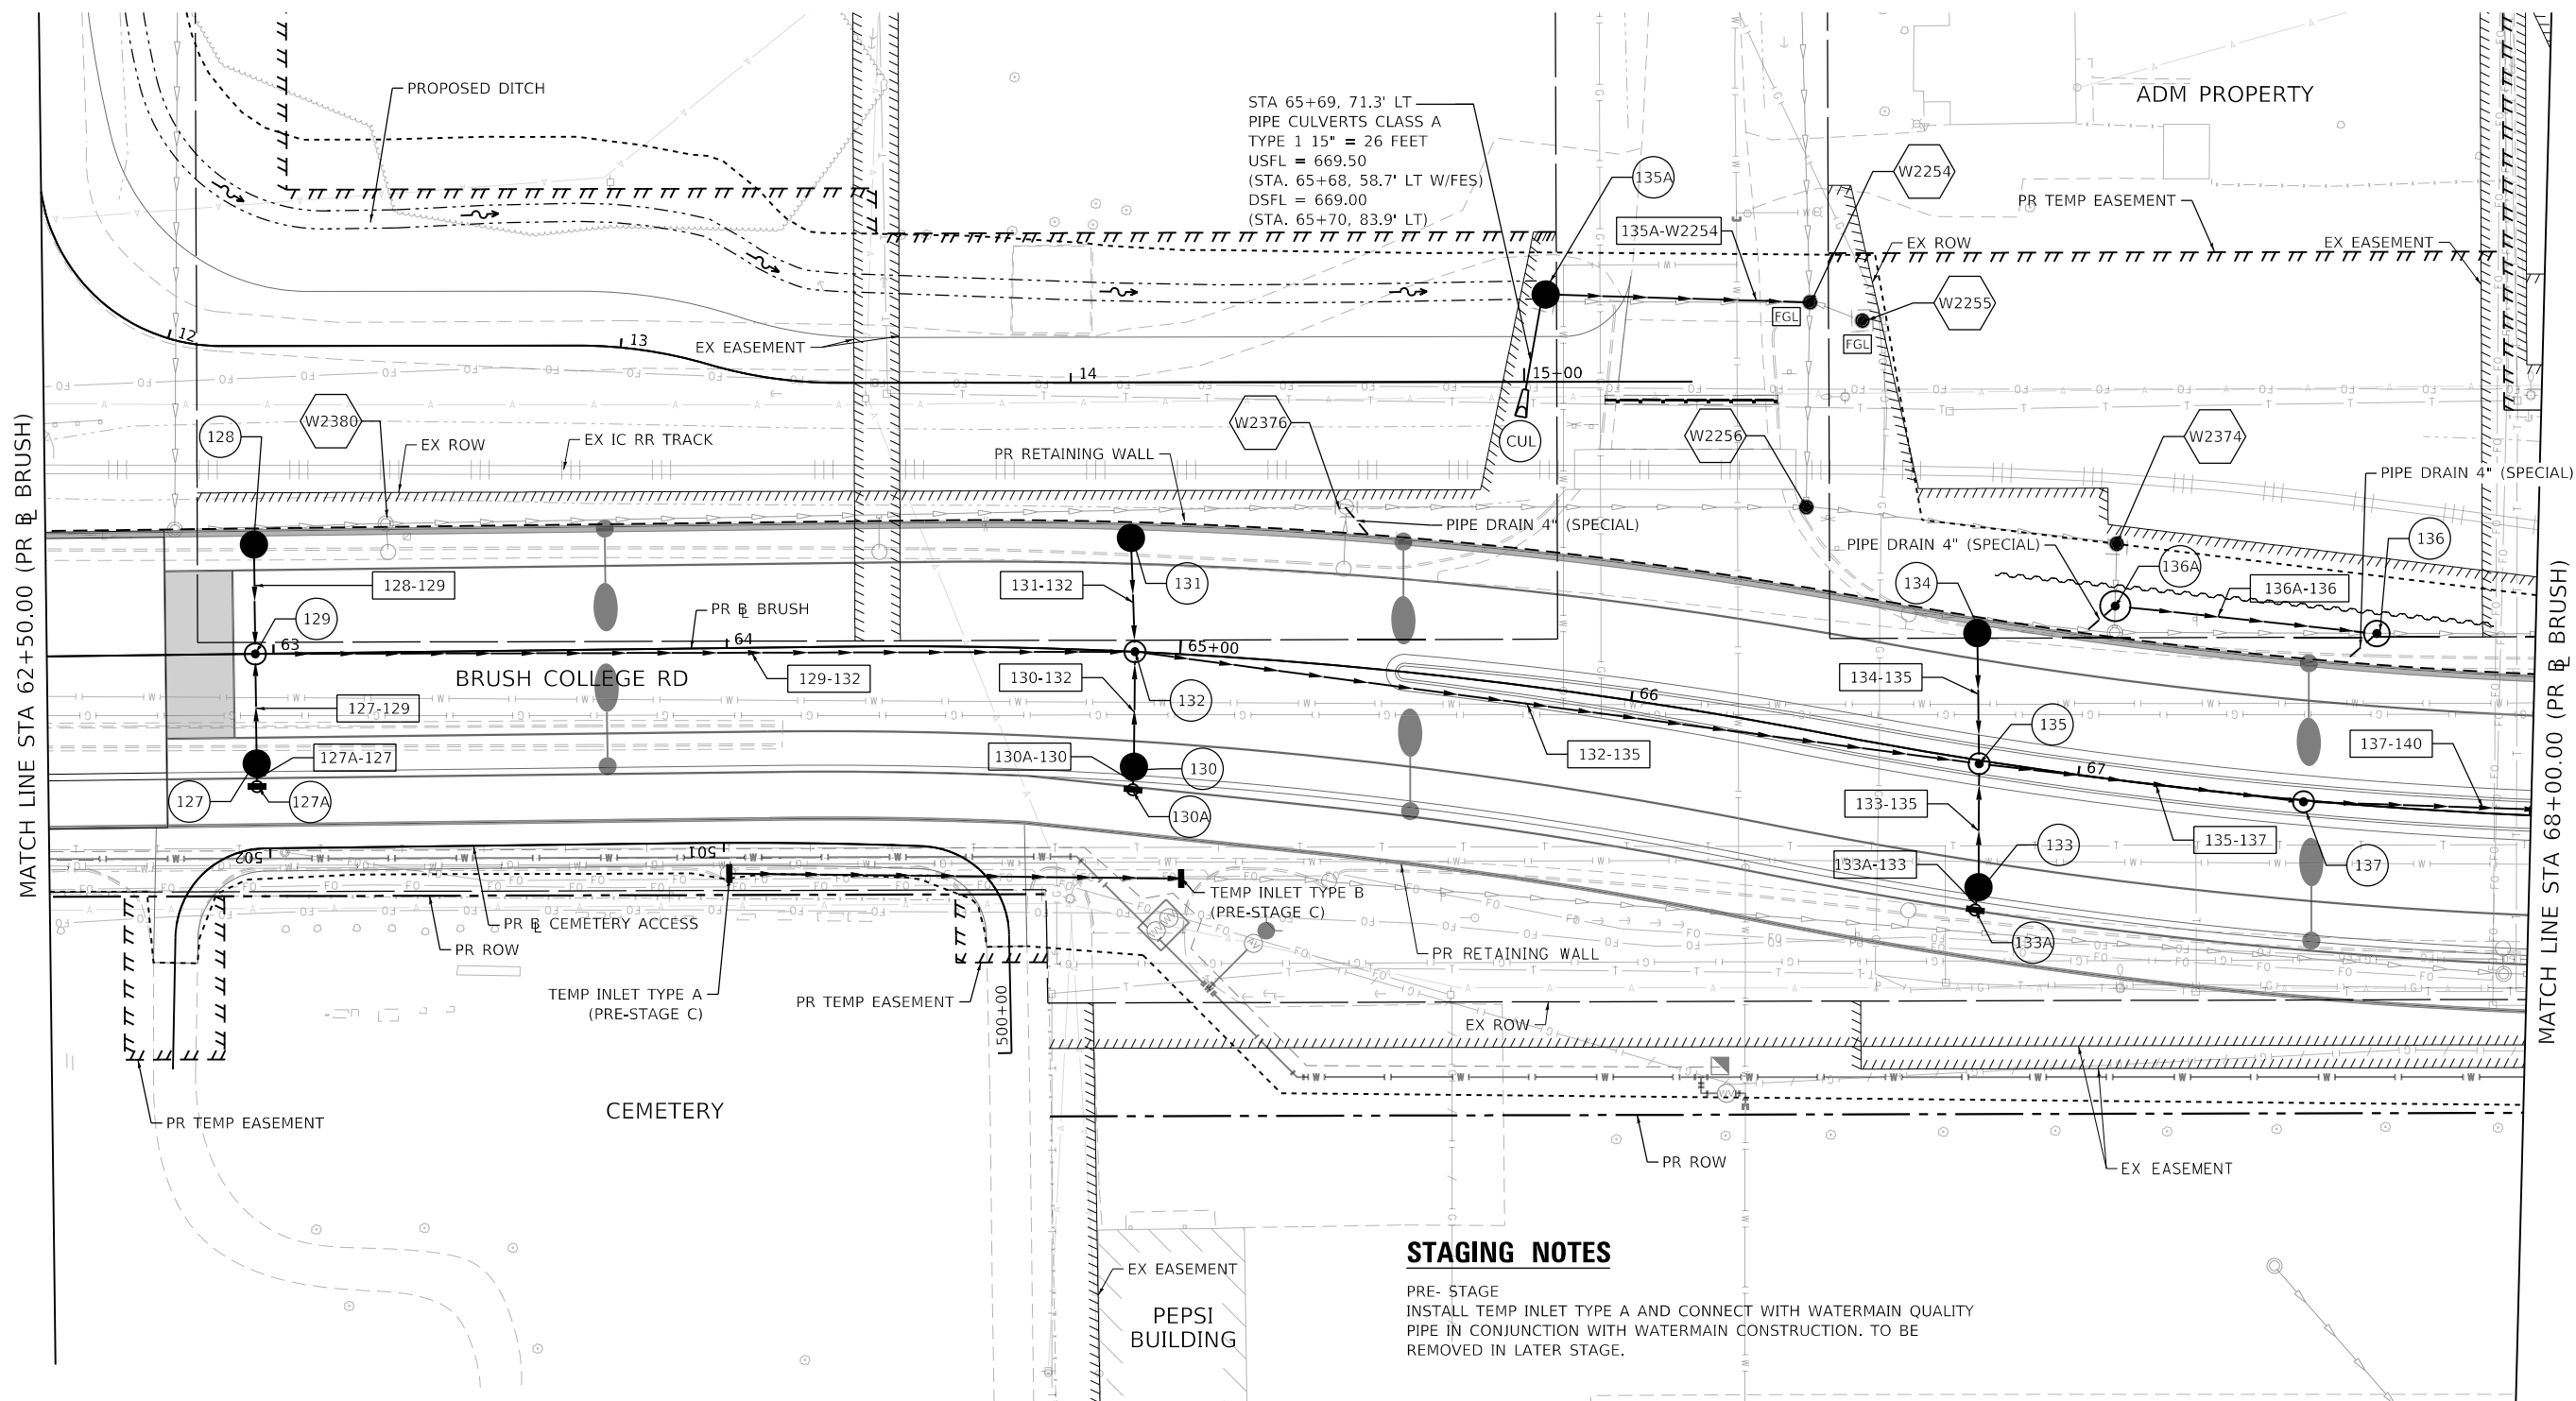 PROPOSED DITCH
STA 65+69, 71.3' LT
PIPE CULVERTS CLASS A
TYPE 1 15" = 26 FEET
USFL = 669.50
(STA. 65+68, 58.7' LT W/FES)
DSFL = 669.00
(STA. 65+70, 83.9' LT)
135A
135A-W2254
W2254
ADM PROPERTY
PR TEMP EASEMENT
EX ROW
EX EASEMENT
W2255
FGL
FGL
12
13
EX EASEMENT
14
15+00
MATCH LINE STA 62+50.00 (PR BL BRUSH)
128
W2380
EX ROW
EX IC RR TRACK
PR RETAINING WALL
W2376
CUL
W2256
W2374
PIPE DRAIN 4" (SPECIAL)
PIPE DRAIN 4" (SPECIAL)
PIPE DRAIN 4" (SPECIAL)
136
136A
136A-136
134
128-129
129
131-132
131
PR BL BRUSH
63
64
65+00
BRUSH COLLEGE RD
129-132
130-132
132
66
134-135
135
127-129
127A-127
127
127A
130A-130
130
130A
132-135
67
137-140
133-135
133A-133
133
133A
135-137
137
MATCH LINE STA 68+00.00 (PR BL BRUSH)
502
501
TEMP INLET TYPE B
(PRE-STAGE C)
PR BL CEMETERY ACCESS
PR ROW
TEMP INLET TYPE A
(PRE-STAGE C)
PR TEMP EASEMENT
500+00
PR RETAINING WALL
EX ROW
PR TEMP EASEMENT
CEMETERY
PR ROW
EX EASEMENT
EX EASEMENT
PEPSI
BUILDING
STAGING NOTES
PRE- STAGE
INSTALL TEMP INLET TYPE A AND CONNECT WITH WATERMAIN QUALITY
PIPE IN CONJUNCTION WITH WATERMAIN CONSTRUCTION. TO BE
REMOVED IN LATER STAGE.